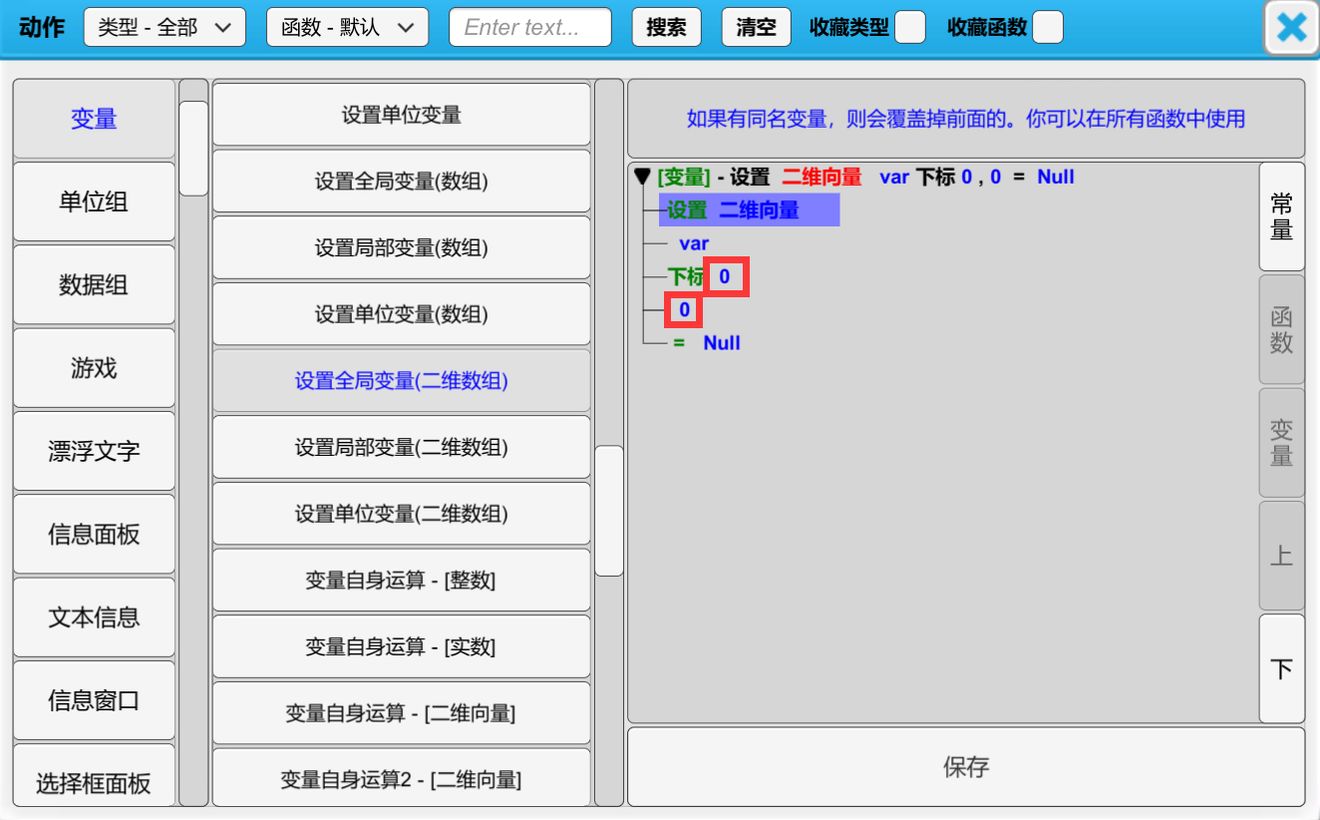 动作 类型 - 全部 函数 - 默认 Enter text... 搜索 清空 收藏类型 收藏函数
变量
单位组
数据组
游戏
漂浮文字
信息面板
文本信息
信息窗口
选择框面板
设置单位变量
设置全局变量(数组)
设置局部变量(数组)
设置单位变量(数组)
设置全局变量(二维数组)
设置局部变量(二维数组)
设置单位变量(二维数组)
变量自身运算 - [整数]
变量自身运算 - [实数]
变量自身运算 - [二维向量]
变量自身运算2 - [二维向量]
如果有同名变量，则会覆盖掉前面的。你可以在所有函数中使用
[变量] - 设置 二维向量 var 下标 0 , 0 = Null
设置 二维向量
var
下标 0
0
= Null
常量
函数
变量
上
下
保存